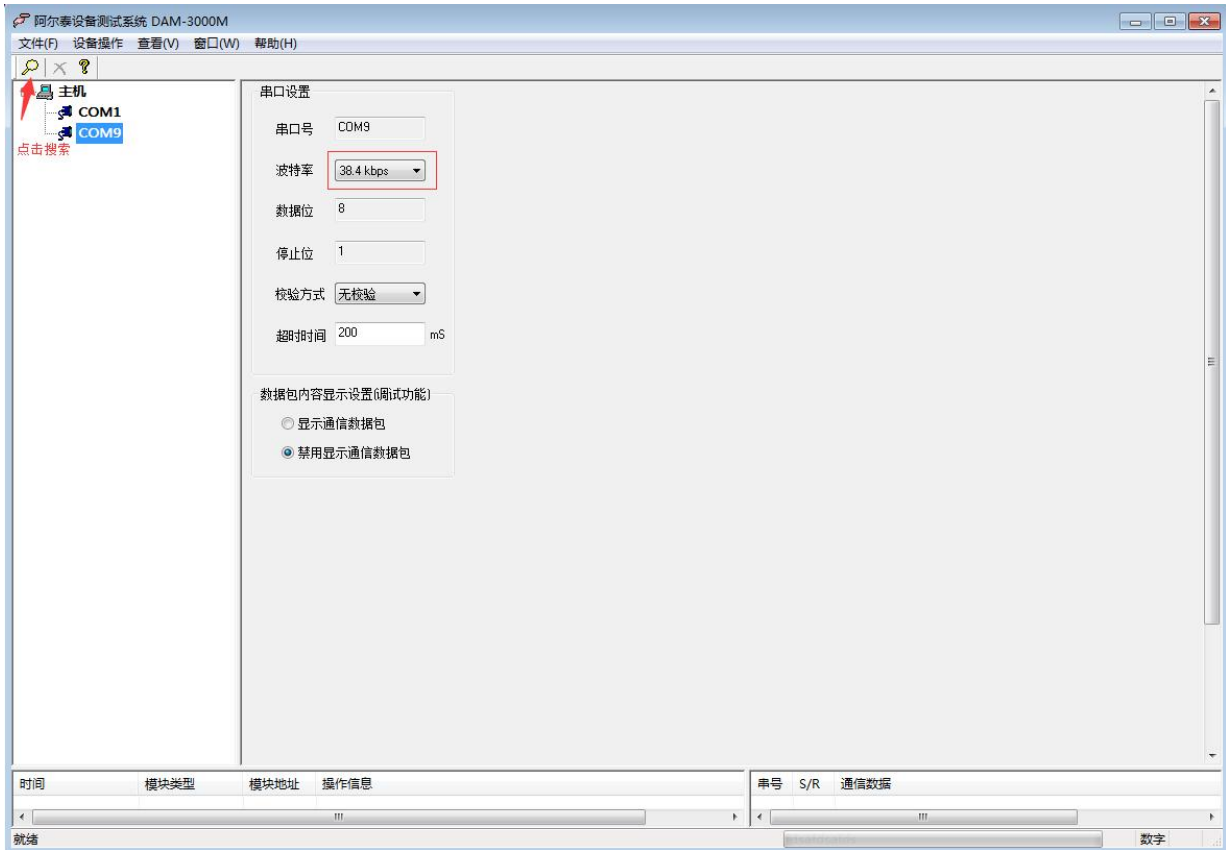 阿尔泰设备测试系统 DAM-3000M
文件(F) 设备操作 查看(V) 窗口(W) 帮助(H)
主机
COM1
COM9
点击搜索
串口设置
串口号 COM9
波特率 38.4 kbps
数据位 8
停止位 1
校验方式 无校验
超时时间 200 mS
数据包内容显示设置(调试功能)
显示通信数据包
禁用显示通信数据包
时间 模块类型 模块地址 操作信息
串号 S/R 通信数据
就绪
数字